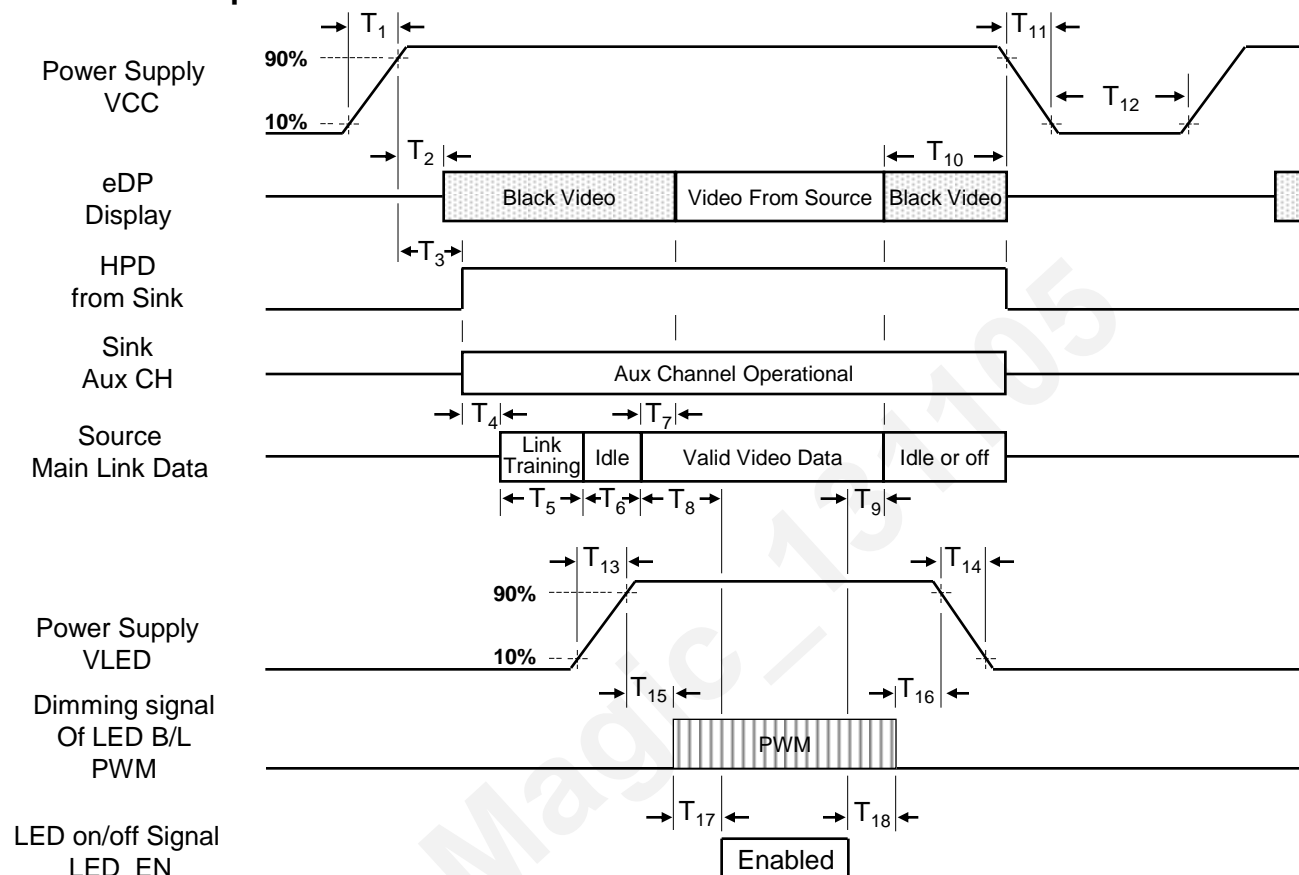 T1
T11
Power Supply
VCC
90%
10%
T12
T2
T10
eDP
Display
Black Video
Video From Source
Black Video
T3
HPD
from Sink
Sink
Aux CH
Aux Channel Operational
T4
T7
Source
Main Link Data
Link
Training
Idle
Valid Video Data
Idle or off
T5
T6
T8
T9
T13
T14
90%
10%
Power Supply
VLED
T15
T16
Dimming signal
Of LED B/L
PWM
PWM
T17
T18
LED on/off Signal
LED_EN
Enabled
Magic_131105